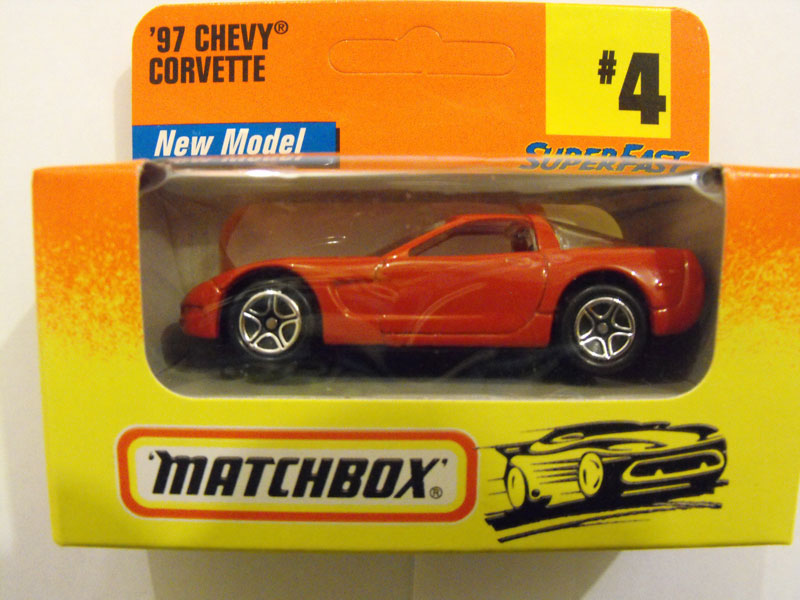 '97 CHEVY®
CORVETTE
#4
New Model
SUPERFAST
'MATCHBOX'®